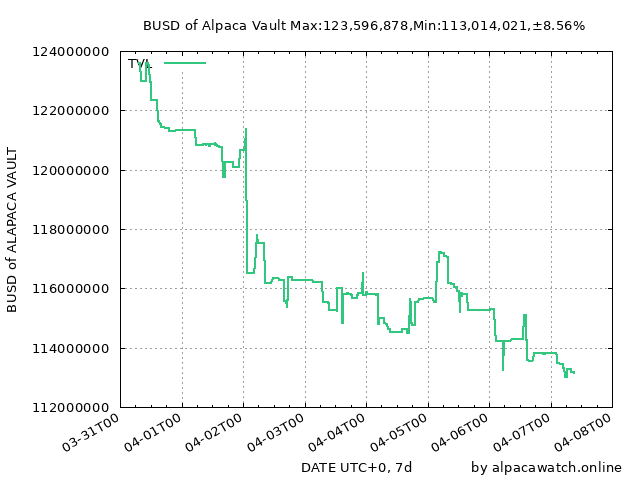 BUSD of Alpaca Vault Max:123,596,878,Min:113,014,021,±8.56%
124000000
TVL
122000000
120000000
118000000
116000000
114000000
112000000
BUSD of ALAPACA VAULT
03-31T00
04-01T00
04-02T00
04-03T00
04-04T00
04-05T00
04-06T00
04-07T00
04-08T00
DATE UTC+0, 7d
by alpacawatch.online